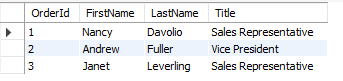 OrderId FirstName LastName Title
1 Nancy Davolio Sales Representative
2 Andrew Fuller Vice President
3 Janet Leverling Sales Representative